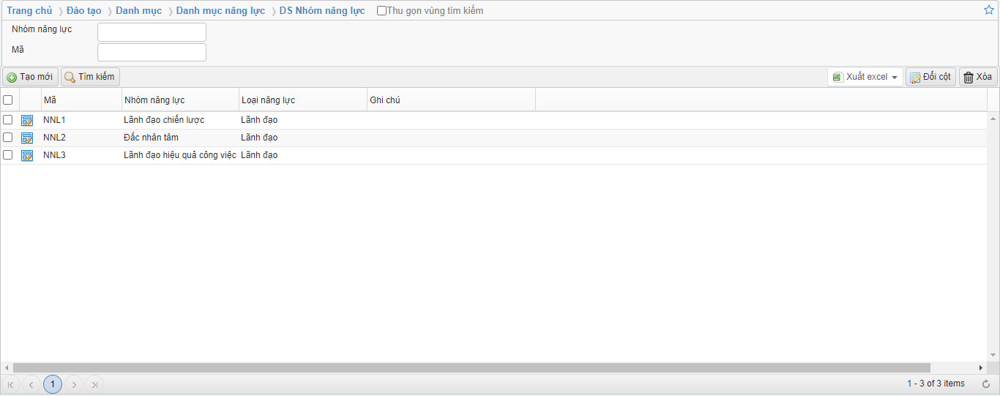 Trang chủ Đào tạo Danh mục Danh mục năng lực DS Nhóm năng lực Thu gọn vùng tìm kiếm
Nhóm năng lực
Mã
Tạo mới Tìm kiếm Xuất excel Đổi cột Xóa
Mã Nhóm năng lực Loại năng lực Ghi chú
NNL1 Lãnh đạo chiến lược Lãnh đạo
NNL2 Đắc nhân tâm Lãnh đạo
NNL3 Lãnh đạo hiệu quả công việc Lãnh đạo
1 1 - 3 of 3 items